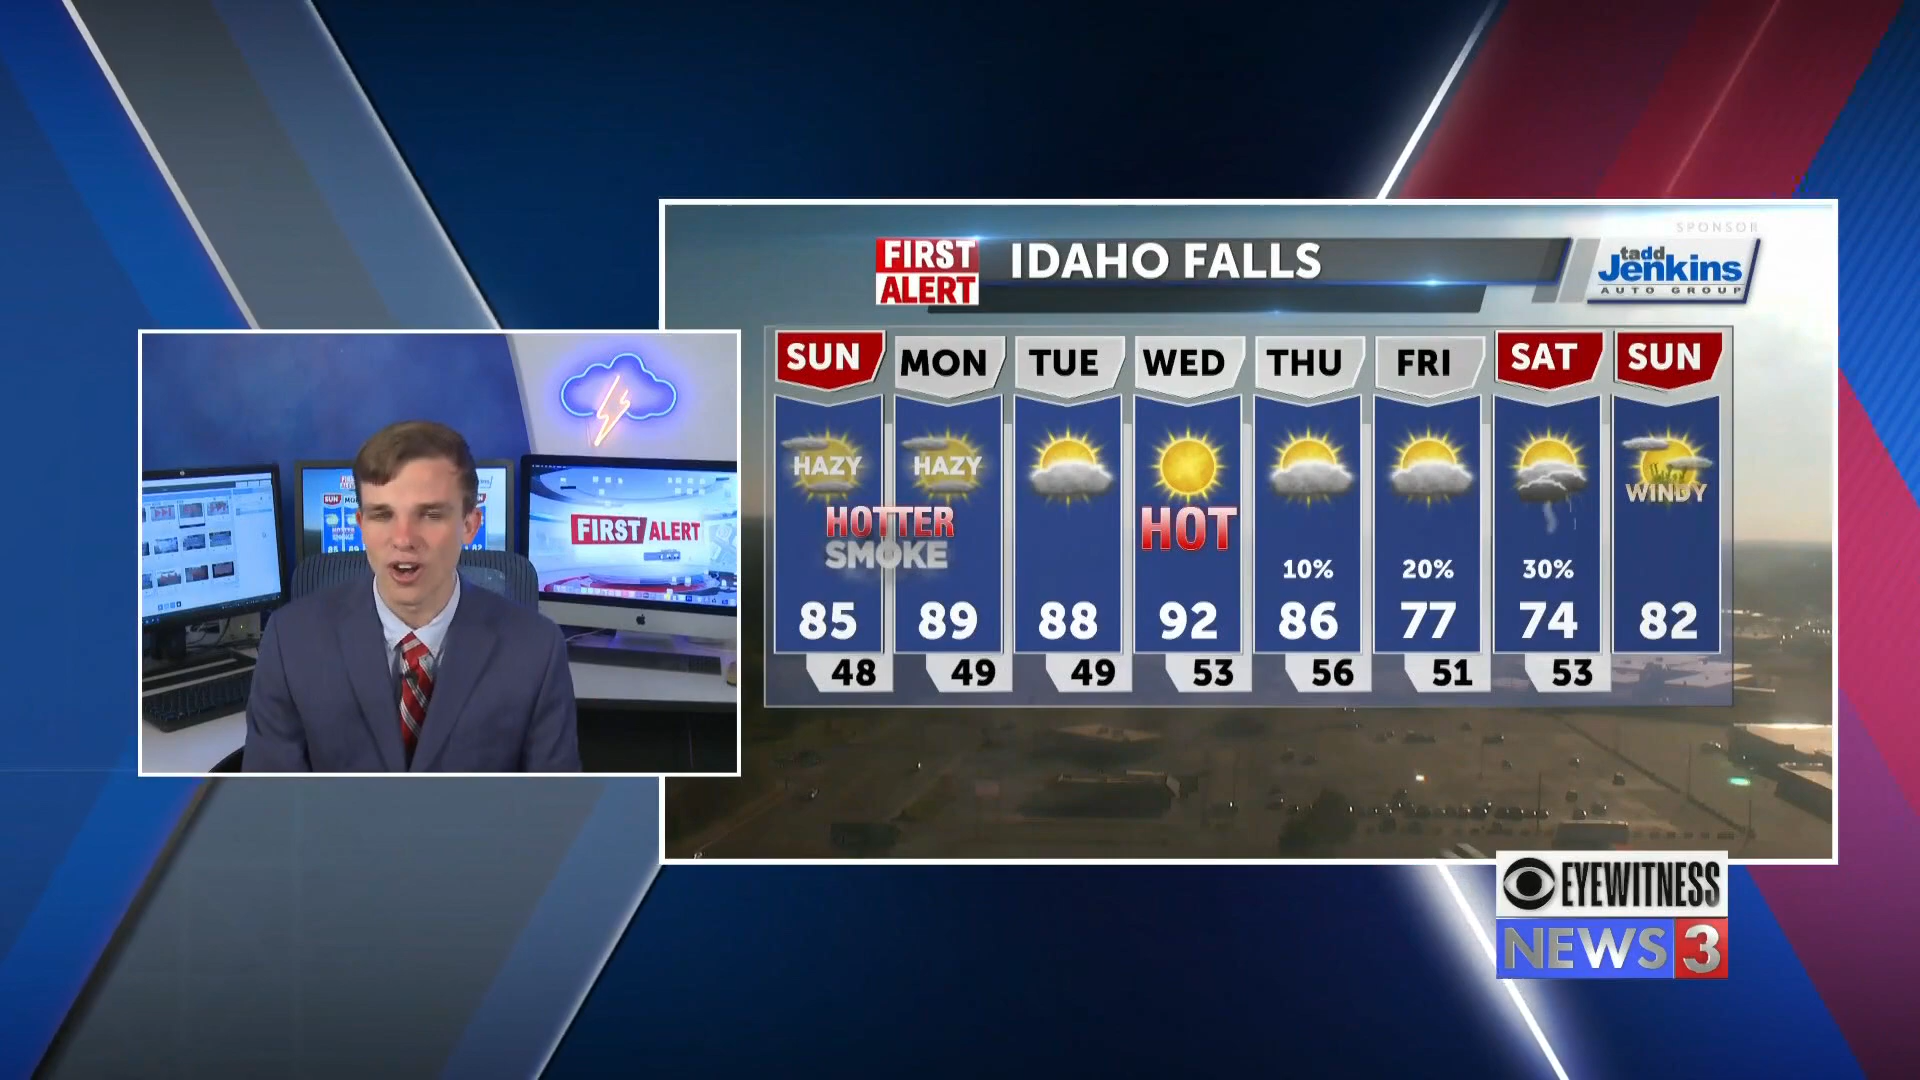 SPONSOR
FIRST
ALERT
IDAHO FALLS
tadd
Jenkins
AUTO GROUP
SUN MON TUE WED THU FRI SAT SUN
HAZY HAZY WINDY
HOTTER
SMOKE
HOT
10% 20% 30%
85 89 88 92 86 77 74 82
48 49 49 53 56 51 53
FIRST ALERT
EYEWITNESS
NEWS 3